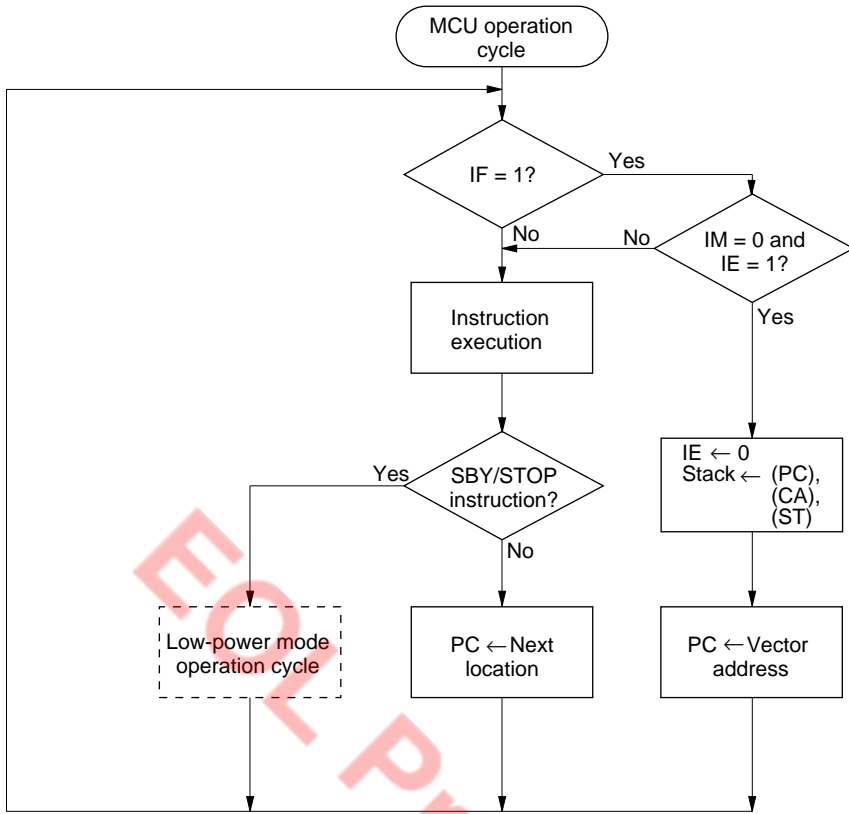 MCU operation
cycle
IF = 1?
Yes
No
No
IM = 0 and
IE = 1?
Yes
Instruction
execution
Yes
SBY/STOP
instruction?
No
IE ← 0
Stack ← (PC),
(CA),
(ST)
Low-power mode
operation cycle
PC ← Next
location
PC ← Vector
address
EOL Pr